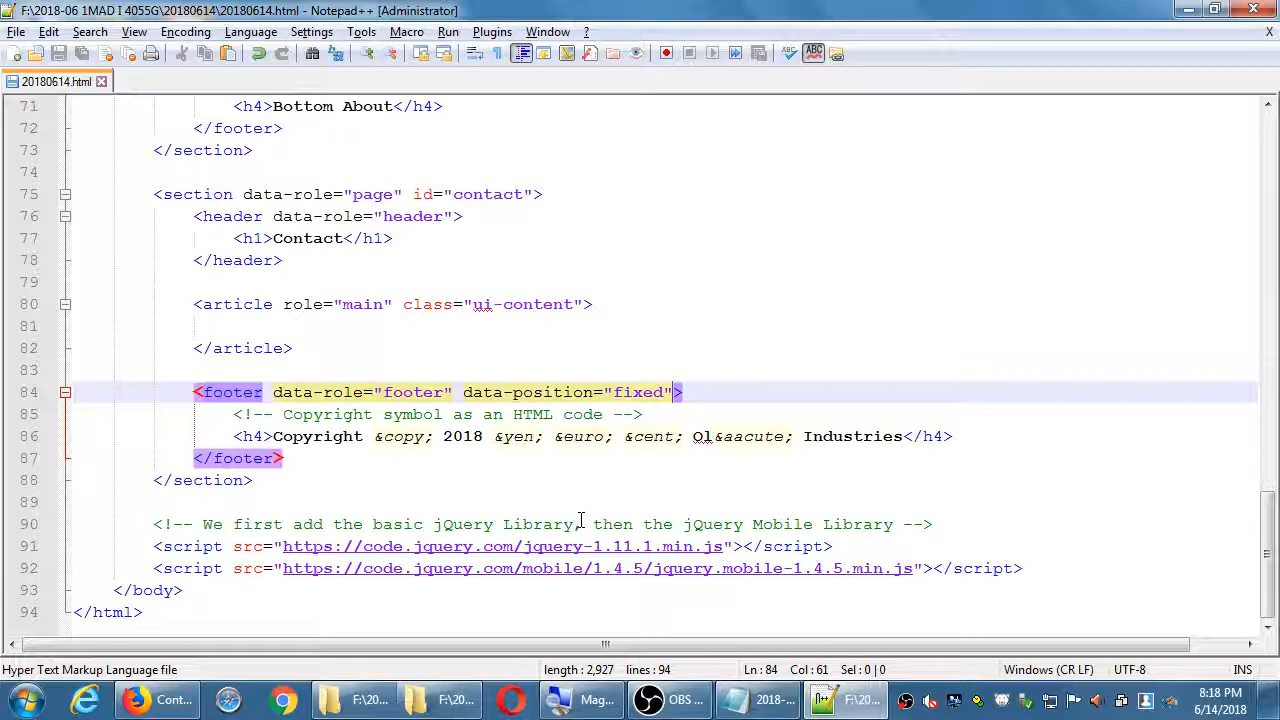 F:\2018-06 1MAD I 4055G\20180614\20180614.html - Notepad++ [Administrator]
File Edit Search View Encoding Language Settings Tools Macro Run Plugins Window ? X
20180614.html
71 <h4>Bottom About</h4>
72 </footer>
73 </section>
74
75 <section data-role="page" id="contact">
76 <header data-role="header">
77 <h1>Contact</h1>
78 </header>
79
80 <article role="main" class="ui-content">
81
82 </article>
83
84 <footer data-role="footer" data-position="fixed">
85 <!-- Copyright symbol as an HTML code -->
86 <h4>Copyright &copy; 2018 &yen; &euro; &cent; Ol&aacute; Industries</h4>
87 </footer>
88 </section>
89
90 <!-- We first add the basic jQuery Library, then the jQuery Mobile Library -->
91 <script src="https://code.jquery.com/jquery-1.11.1.min.js"></script>
92 <script src="https://code.jquery.com/mobile/1.4.5/jquery.mobile-1.4.5.min.js"></script>
93 </body>
94 </html>
Hyper Text Markup Language file length : 2,927 lines : 94 Ln : 84 Col : 61 Sel : 0 | 0 Windows (CR LF) UTF-8 INS
Cont... F:\20... F:\20... Mag... OBS ... 2018-... F:\20... 8:18 PM
6/14/2018